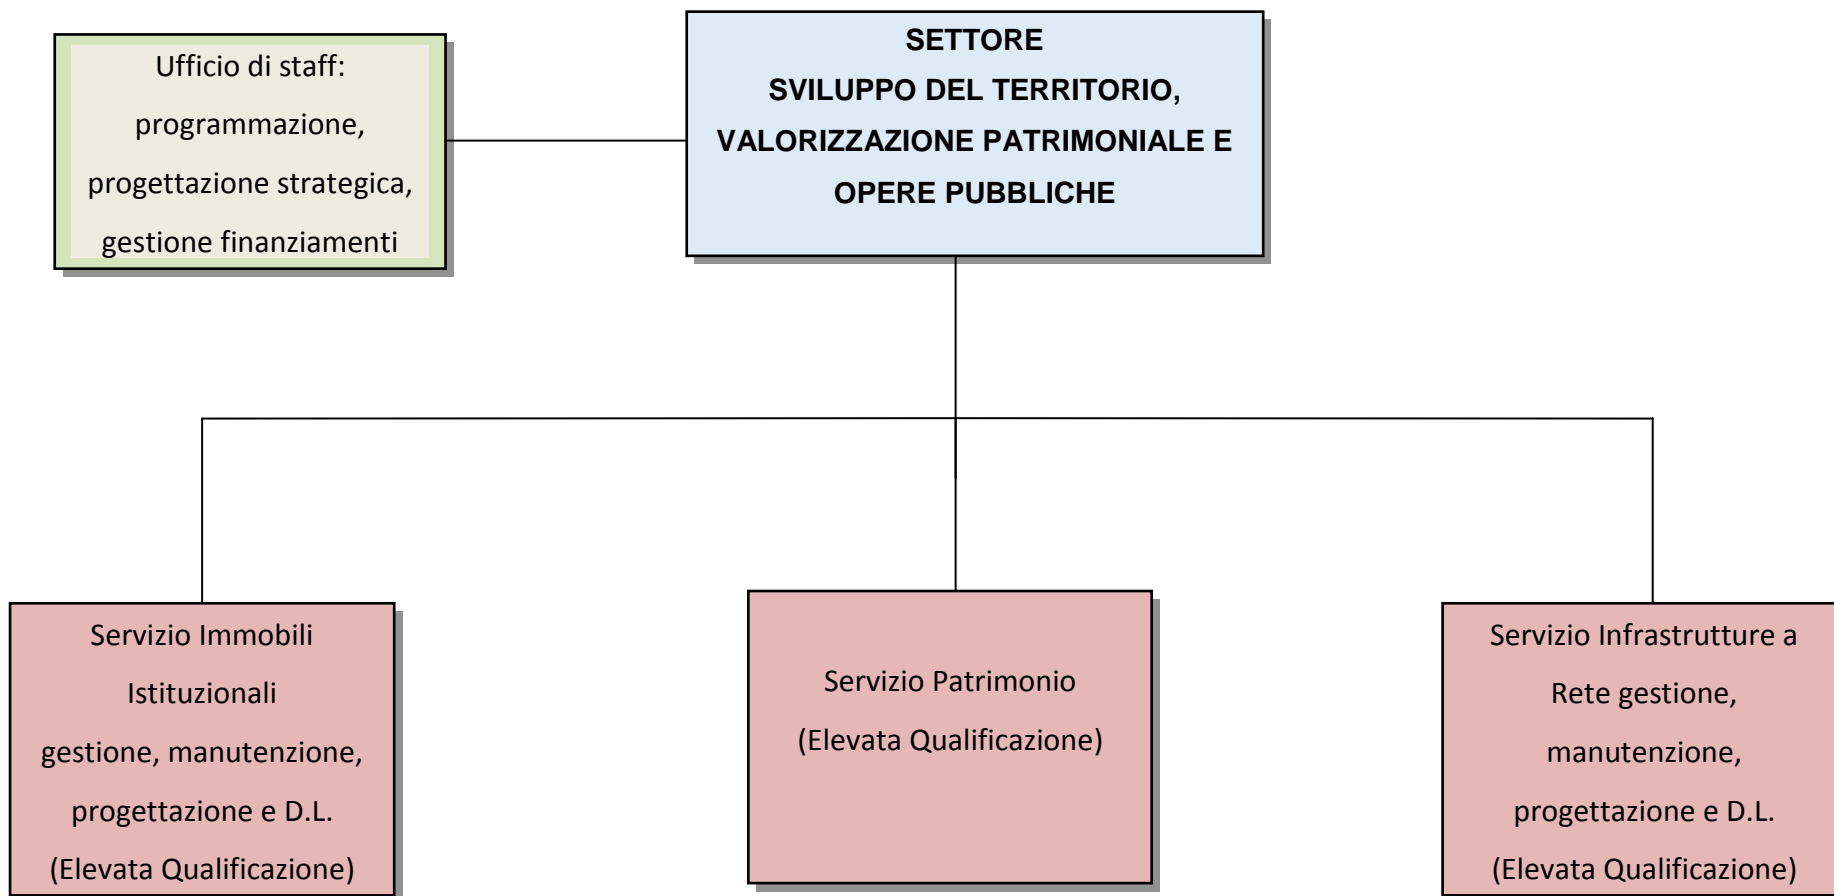 Ufficio di staff:
programmazione,
progettazione strategica,
gestione finanziamenti
SETTORE
SVILUPPO DEL TERRITORIO,
VALORIZZAZIONE PATRIMONIALE E
OPERE PUBBLICHE
Servizio Immobili
Istituzionali
gestione, manutenzione,
progettazione e D.L.
(Elevata Qualificazione)
Servizio Patrimonio
(Elevata Qualificazione)
Servizio Infrastrutture a
Rete gestione,
manutenzione,
progettazione e D.L.
(Elevata Qualificazione)